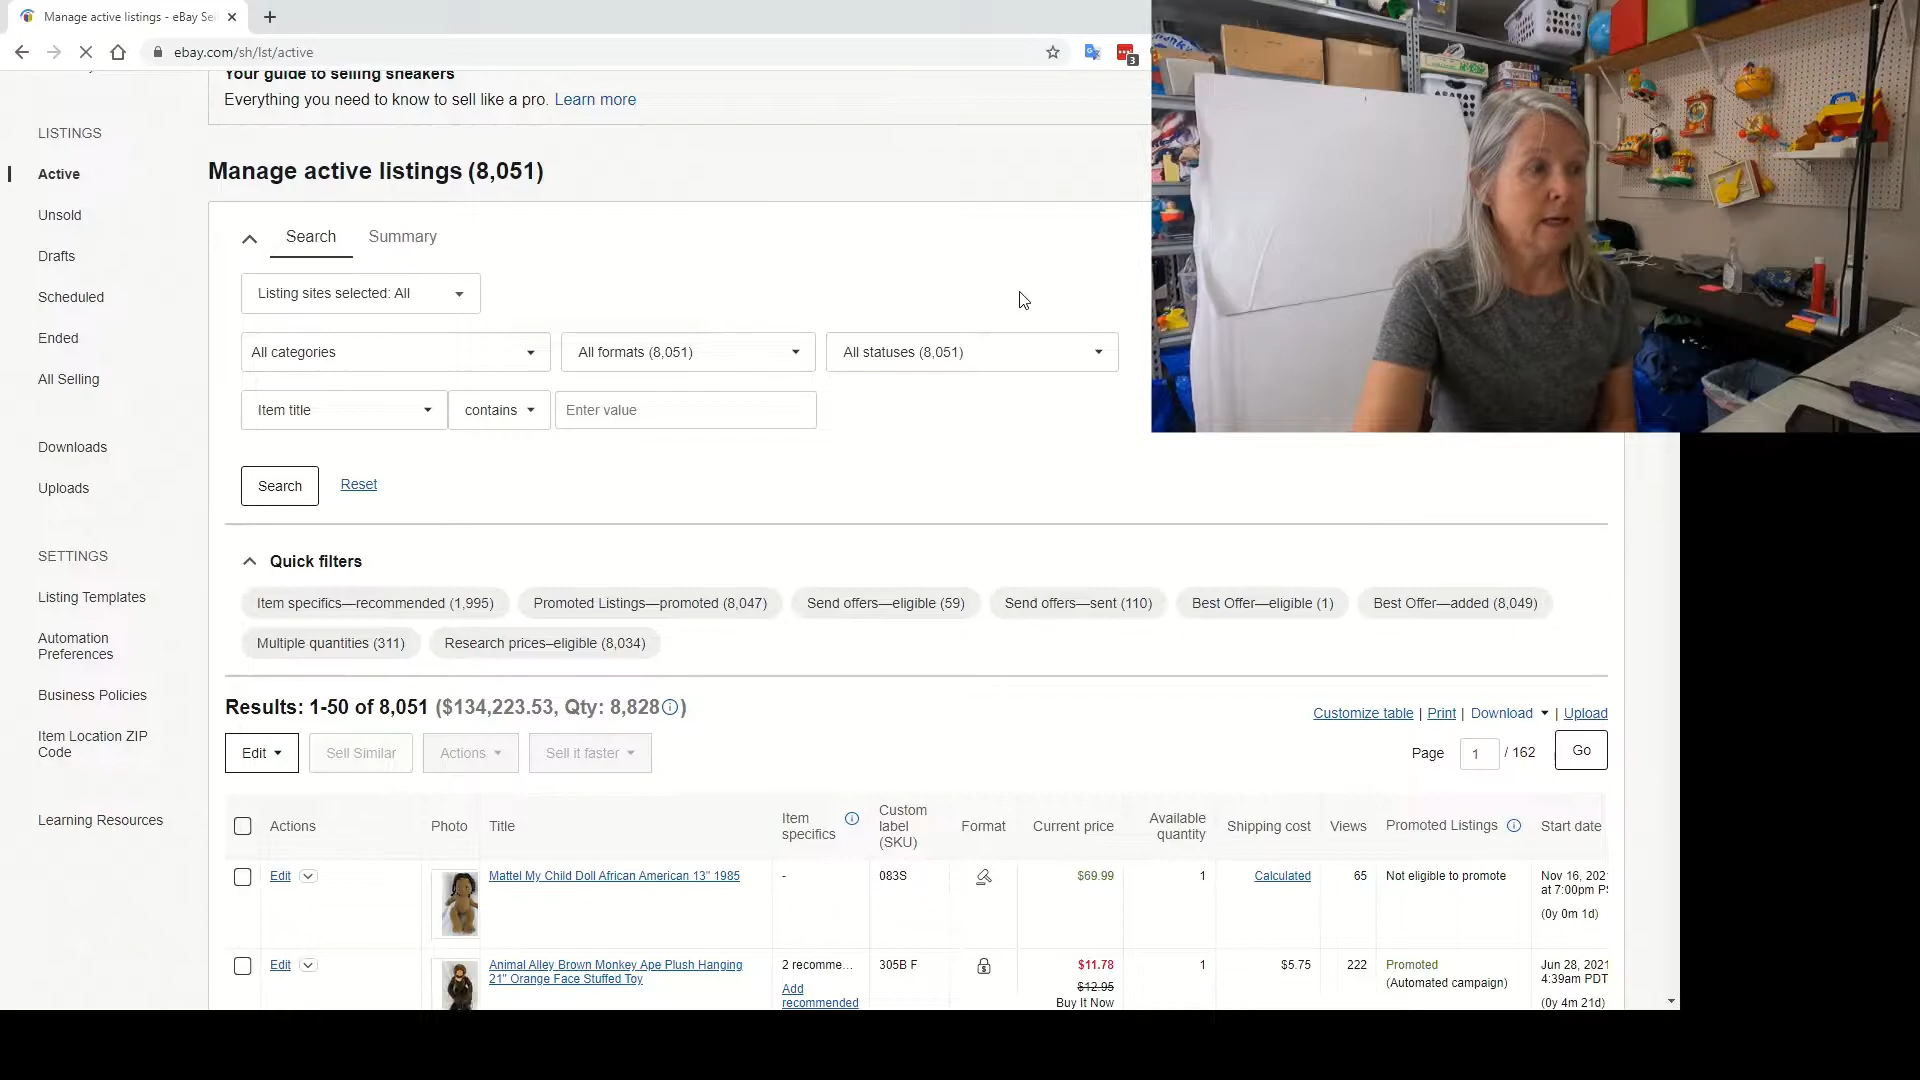 Manage active listings - eBay Sel
ebay.com/sh/lst/active
3
Your guide to selling sneakers
Everything you need to know to sell like a pro. Learn more
LISTINGS
Active
Unsold
Drafts
Scheduled
Ended
All Selling
Downloads
Uploads
SETTINGS
Listing Templates
Automation
Preferences
Business Policies
Item Location ZIP
Code
Learning Resources
Manage active listings (8,051)
Search Summary
Listing sites selected: All
All categories All formats (8,051) All statuses (8,051)
Item title contains Enter value
Search Reset
Quick filters
Item specifics—recommended (1,995) Promoted Listings—promoted (8,047) Send offers—eligible (59) Send offers—sent (110) Best Offer—eligible (1) Best Offer—added (8,049)
Multiple quantities (311) Research prices–eligible (8,034)
Results: 1-50 of 8,051 ($134,223.53, Qty: 8,828)
Customize table | Print | Download | Upload
Edit Sell Similar Actions Sell it faster Page 1 / 162 Go
Actions Photo Title Item specifics Custom label (SKU) Format Current price Available quantity Shipping cost Views Promoted Listings Start date
Edit Mattel My Child Doll African American 13" 1985 - 083S $69.99 1 Calculated 65 Not eligible to promote Nov 16, 202
at 7:00pm P
(0y 0m 1d)
Edit Animal Alley Brown Monkey Ape Plush Hanging 2 recomme... 305B F $11.78 1 $5.75 222 Promoted Jun 28, 2021
21" Orange Face Stuffed Toy Add $12.95 (Automated campaign) 4:39am PDT
recommended Buy It Now (0y 4m 21d)